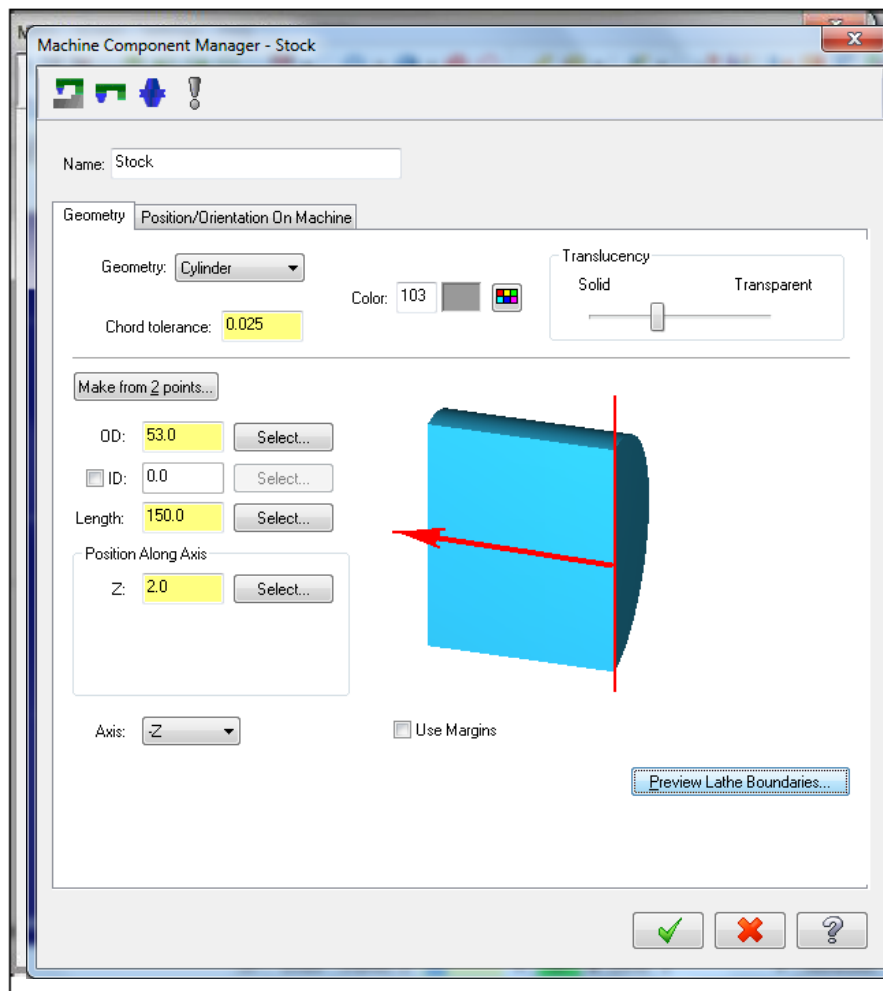 Machine Component Manager - Stock
Name: Stock
Geometry Position/Orientation On Machine
Geometry: Cylinder
Color: 103
Translucency
Solid Transparent
Chord tolerance: 0.025
Make from 2 points...
OD: 53.0 Select...
ID: 0.0 Select...
Length: 150.0 Select...
Position Along Axis
Z: 2.0 Select...
Axis: -Z
Use Margins
Preview Lathe Boundaries...